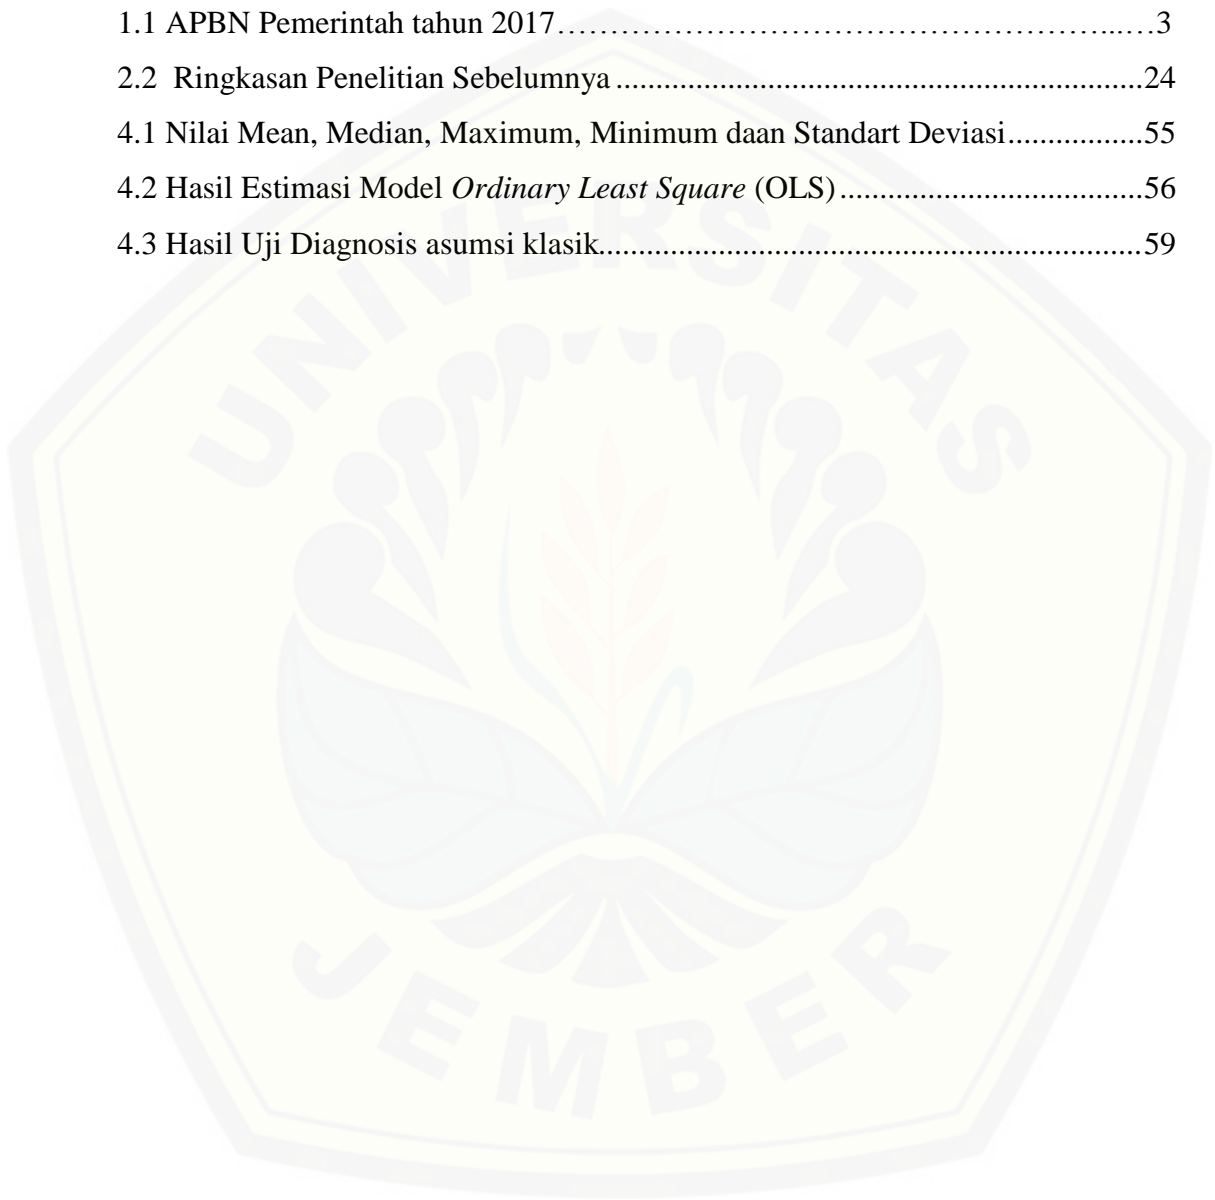 1.1 APBN Pemerintah tahun 2017……………………………………………...…3
2.2  Ringkasan Penelitian Sebelumnya ...................................................................24
4.1 Nilai Mean, Median, Maximum, Minimum daan Standart Deviasi.................55
4.2 Hasil Estimasi Model Ordinary Least Square (OLS) .......................................56
4.3 Hasil Uji Diagnosis asumsi klasik.....................................................................59
UNIVERSITAS
JEMBER